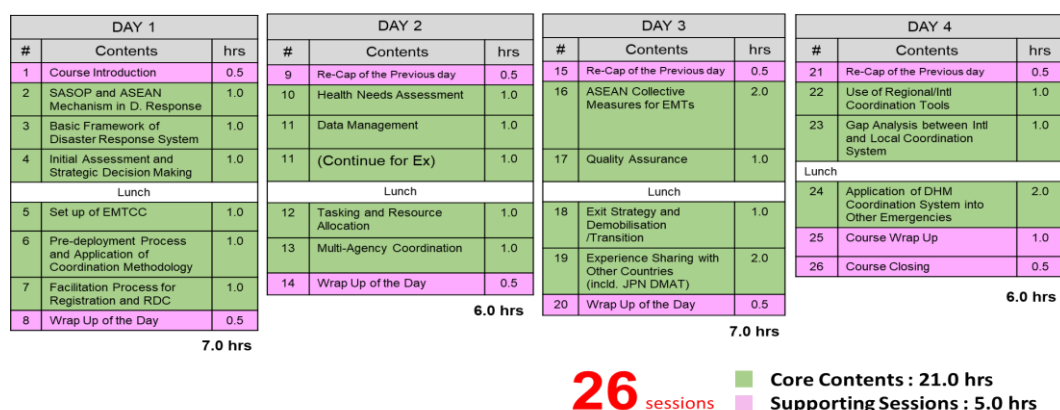 DAY 1
# Contents hrs
1 Course Introduction 0.5
2 SASOP and ASEAN 1.0
Mechanism in D. Response
3 Basic Framework of 1.0
Disaster Response System
4 Initial Assessment and 1.0
Strategic Decision Making
Lunch
5 Set up of EMTCC 1.0
6 Pre-deployment Process 1.0
and Application of
Coordination Methodology
7 Facilitation Process for 1.0
Registration and RDC
8 Wrap Up of the Day 0.5
7.0 hrs
DAY 2
# Contents hrs
9 Re-Cap of the Previous day 0.5
10 Health Needs Assessment 1.0
11 Data Management 1.0
11 (Continue for Ex) 1.0
Lunch
12 Tasking and Resource 1.0
Allocation
13 Multi-Agency Coordination 1.0
14 Wrap Up of the Day 0.5
6.0 hrs
DAY 3
# Contents hrs
15 Re-Cap of the Previous day 0.5
16 ASEAN Collective 2.0
Measures for EMTs
17 Quality Assurance 1.0
Lunch
18 Exit Strategy and 1.0
Demobilisation
/Transition
19 Experience Sharing with 2.0
Other Countries
(incl. JPN DMAT)
20 Wrap Up of the Day 0.5
7.0 hrs
DAY 4
# Contents hrs
21 Re-Cap of the Previous day 0.5
22 Use of Regional/Intl 1.0
Coordination Tools
23 Gap Analysis between Intl 1.0
and Local Coordination
System
Lunch
24 Application of DHM 2.0
Coordination System into
Other Emergencies
25 Course Wrap Up 1.0
26 Course Closing 0.5
6.0 hrs
26 sessions
Core Contents : 21.0 hrs
Supporting Sessions : 5.0 hrs